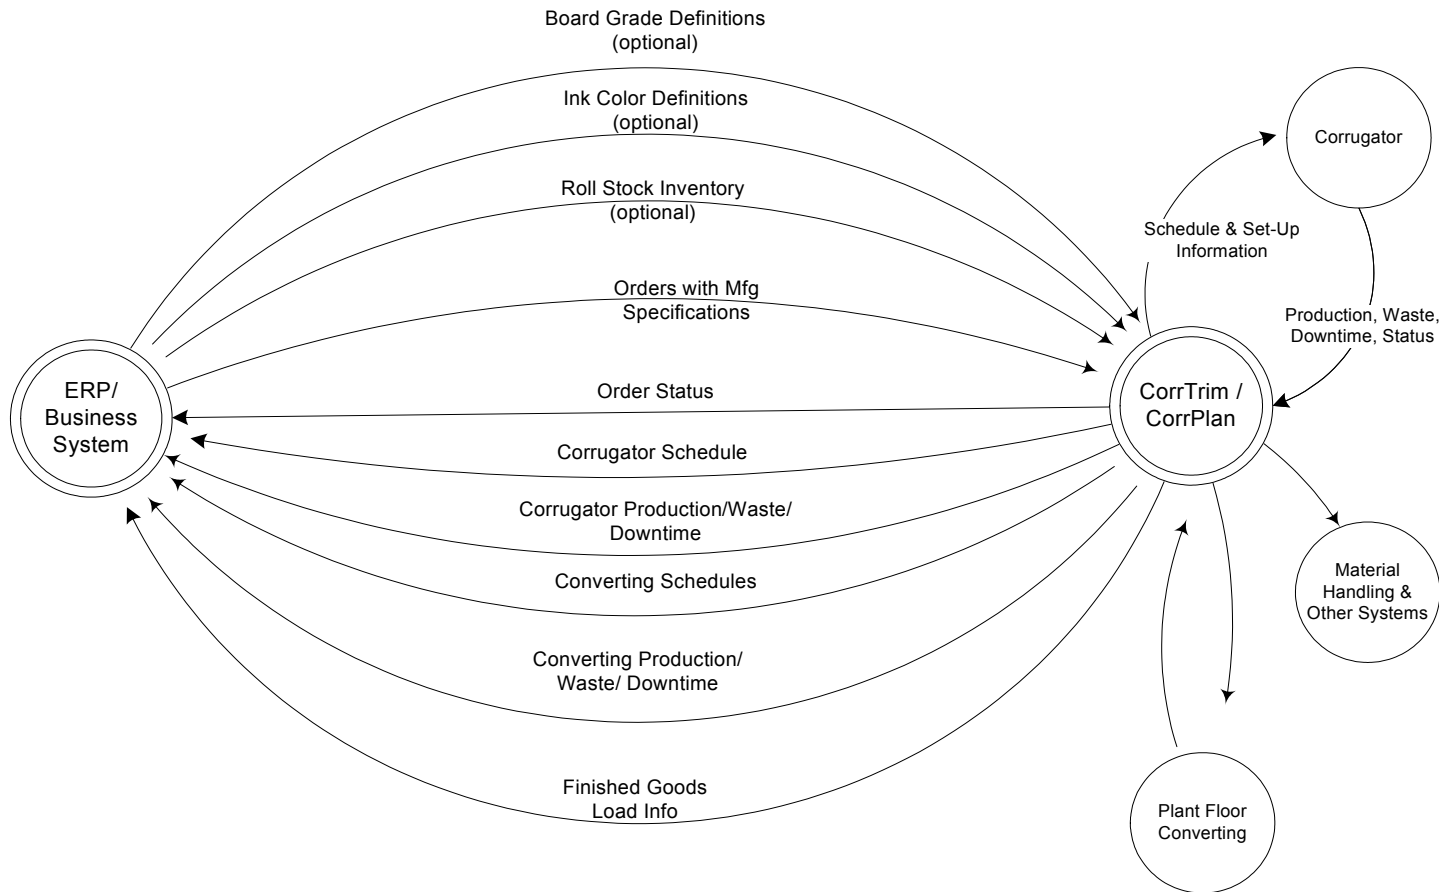 Board Grade Definitions
(optional)
Ink Color Definitions
(optional)
Roll Stock Inventory
(optional)
Orders with Mfg
Specifications
Order Status
Corrugator Schedule
Corrugator Production/Waste/
Downtime
Converting Schedules
Converting Production/
Waste/ Downtime
Finished Goods
Load Info
ERP/
Business
System
CorrTrim /
CorrPlan
Corrugator
Schedule & Set-Up
Information
Production, Waste,
Downtime, Status
Material
Handling &
Other Systems
Plant Floor
Converting